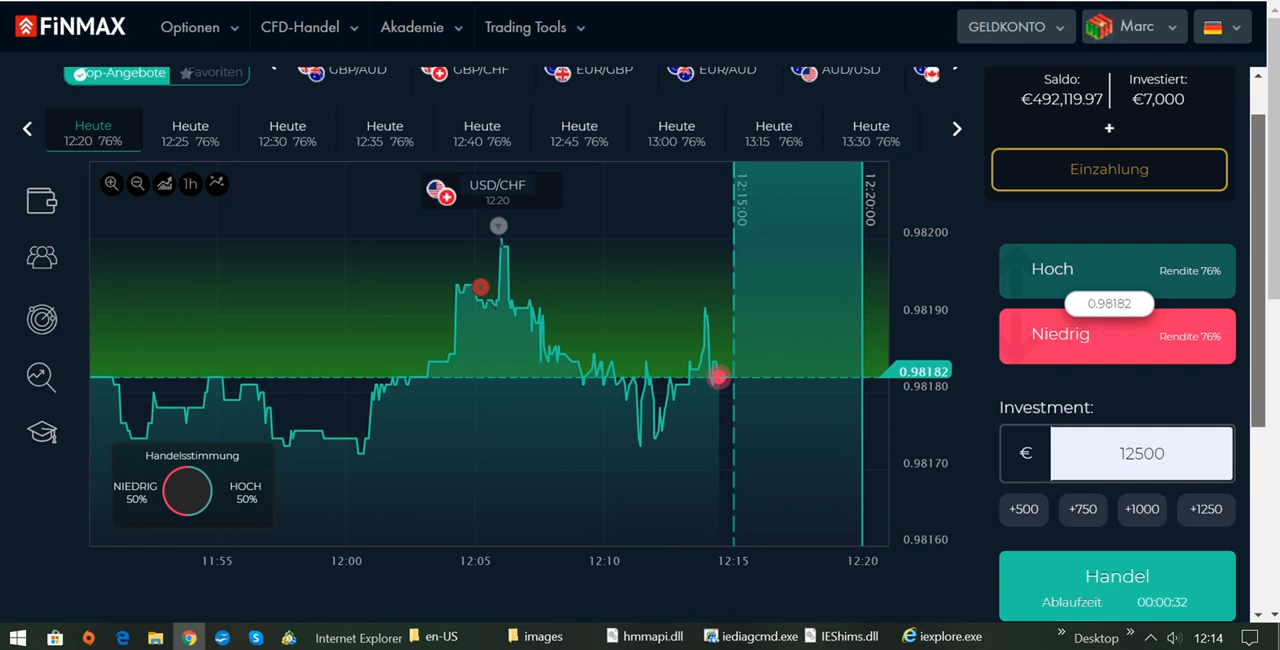 FiNMAX Optionen CFD-Handel Akademie Trading Tools GELDKONTO Marc
Top-Angebote Favoriten GBP/AUD GBP/CHF EUR/GBP EUR/AUD AUD/USD
Saldo: Investiert:
€492,119.97 €7,000
+
Einzahlung
Heute Heute Heute Heute Heute Heute Heute Heute Heute
12:20 76% 12:25 76% 12:30 76% 12:35 76% 12:40 76% 12:45 76% 13:00 76% 13:15 76% 13:30 76%
1h
USD/CHF
12:20
12:15:00
12:20:00
0.98200
0.98190
0.98182
0.98180
0.98170
0.98160
Handelsstimmung
NIEDRIG HOCH
50% 50%
11:55 12:00 12:05 12:10 12:15 12:20
Hoch Rendite 76%
0.98182
Niedrig Rendite 76%
Investment:
€ 12500
+500 +750 +1000 +1250
Handel
Ablaufzeit 00:00:32
Internet Explorer en-US images hmmapi.dll iediagcmd.exe IEShims.dll iexplore.exe » Desktop » 12:14